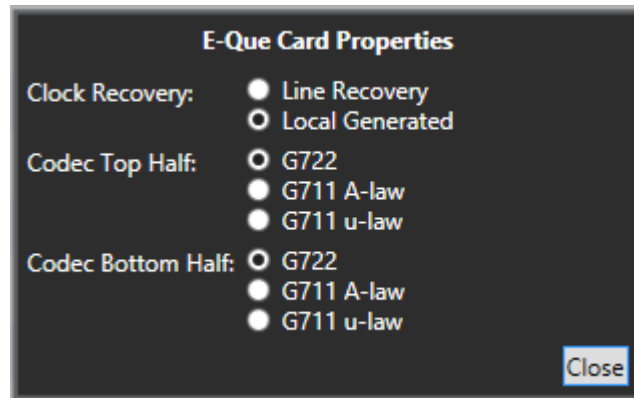 E-Que Card Properties
Clock Recovery: Line Recovery
Local Generated
Codec Top Half: G722
G711 A-law
G711 u-law
Codec Bottom Half: G722
G711 A-law
G711 u-law
Close